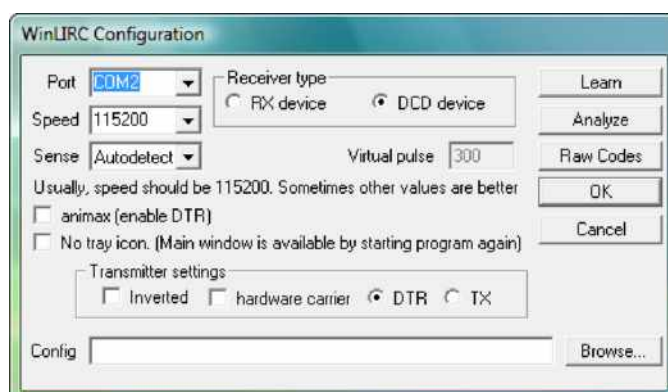 WinLIRC Configuration
Port COM2
Receiver type
RX device DCD device
Learn
Speed 115200
Analyze
Sense Autodetect
Virtual pulse 300
Raw Codes
Usually, speed should be 115200. Sometimes other values are better
OK
animax (enable DTR)
Cancel
No tray icon. (Main window is available by starting program again)
Transmitter settings
Inverted hardware carrier DTR TX
Config
Browse...